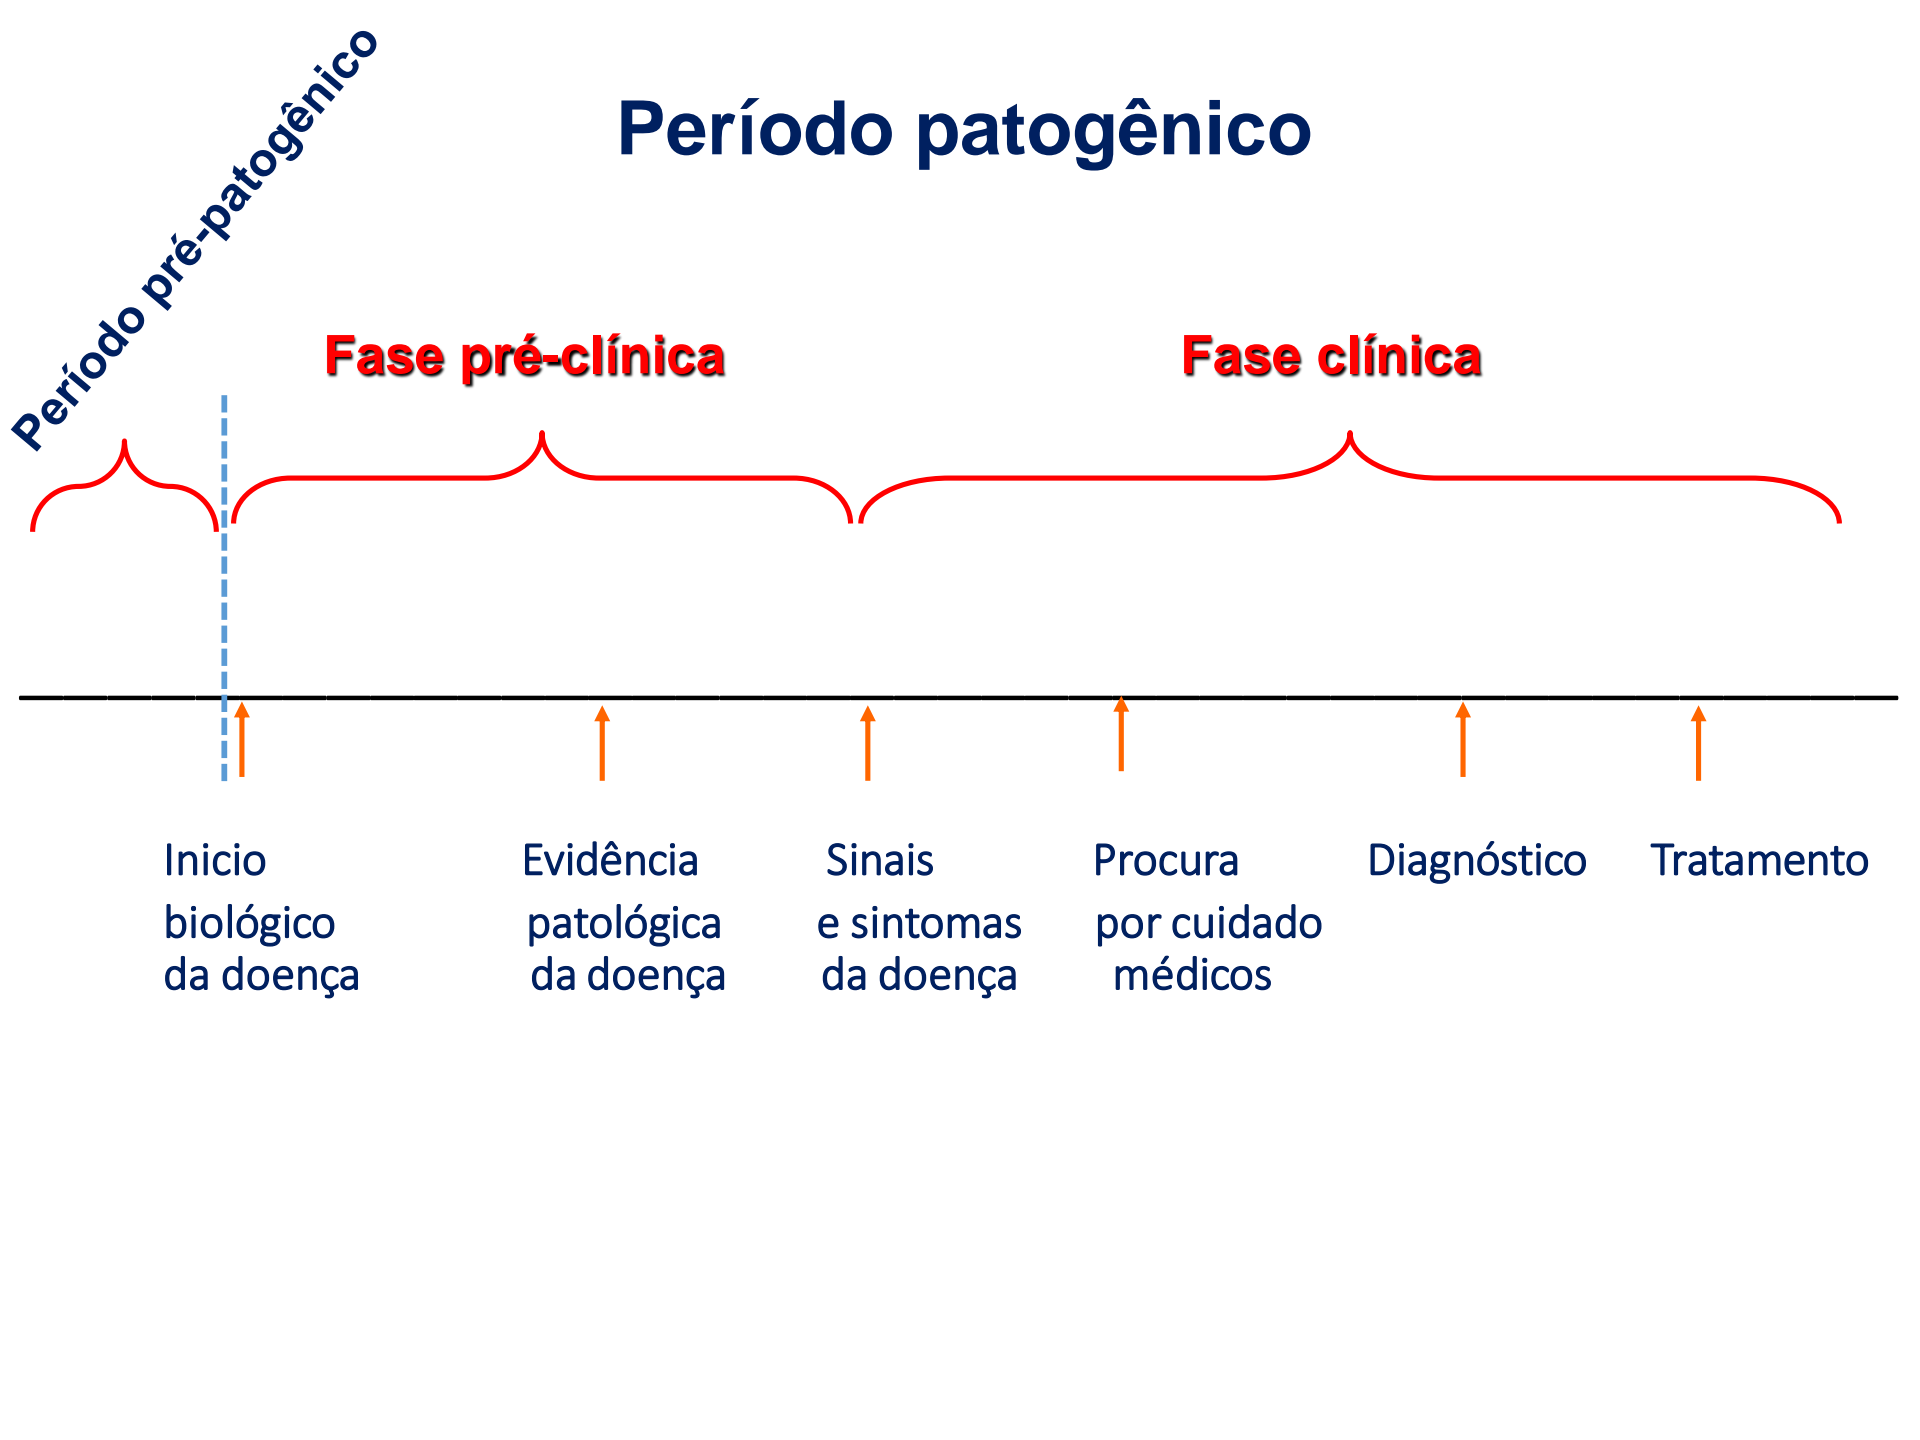 Período pré-patogênico
Período patogênico
Fase pré-clínica
Fase clínica
Inicio
biológico
da doença
Evidência
patológica
da doença
Sinais
e sintomas
da doença
Procura
por cuidado
médicos
Diagnóstico
Tratamento